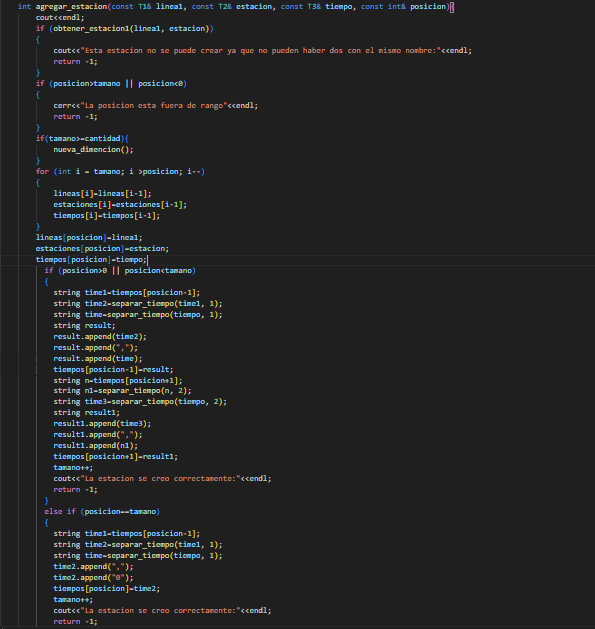 int agregar_estacion(const T1& linea1, const T2& estacion, const T3& tiempo, const int& posicion){
cout<<endl;
if (obtener_estacion1(linea1, estacion))
{
cout<<"Esta estacion no se puede crear ya que no pueden haber dos con el mismo nombre:"<<endl;
return -1;
}
if (posicion>tamano || posicion<0)
{
cerr<<"La posicion esta fuera de rango"<<endl;
return -1;
}
if(tamano>=cantidad){
nueva_dimencion();
}
for (int i = tamano; i >posicion; i--)
{
lineas[i]=lineas[i-1];
estaciones[i]=estaciones[i-1];
tiempos[i]=tiempos[i-1];
}
lineas[posicion]=linea1;
estaciones[posicion]=estacion;
tiempos[posicion]=tiempo;
if (posicion>0 || posicion<tamano)
{
string time1=tiempos[posicion-1];
string time2=separar_tiempo(time1, 1);
string time=separar_tiempo(tiempo, 1);
string result;
result.append(time2);
result.append(",");
result.append(time);
tiempos[posicion-1]=result;
string n=tiempos[posicion+1];
string n1=separar_tiempo(n, 2);
string time3=separar_tiempo(tiempo, 2);
string result1;
result1.append(time3);
result1.append(",");
result1.append(n1);
tiempos[posicion+1]=result1;
tamano++;
cout<<"La estacion se creo correctamente:"<<endl;
return -1;
}
else if (posicion==tamano)
{
string time1=tiempos[posicion-1];
string time2=separar_tiempo(time1, 1);
string time=separar_tiempo(tiempo, 1);
time2.append(",");
time2.append("0");
tiempos[posicion]=time2;
tamano++;
cout<<"La estacion se creo correctamente:"<<endl;
return -1;